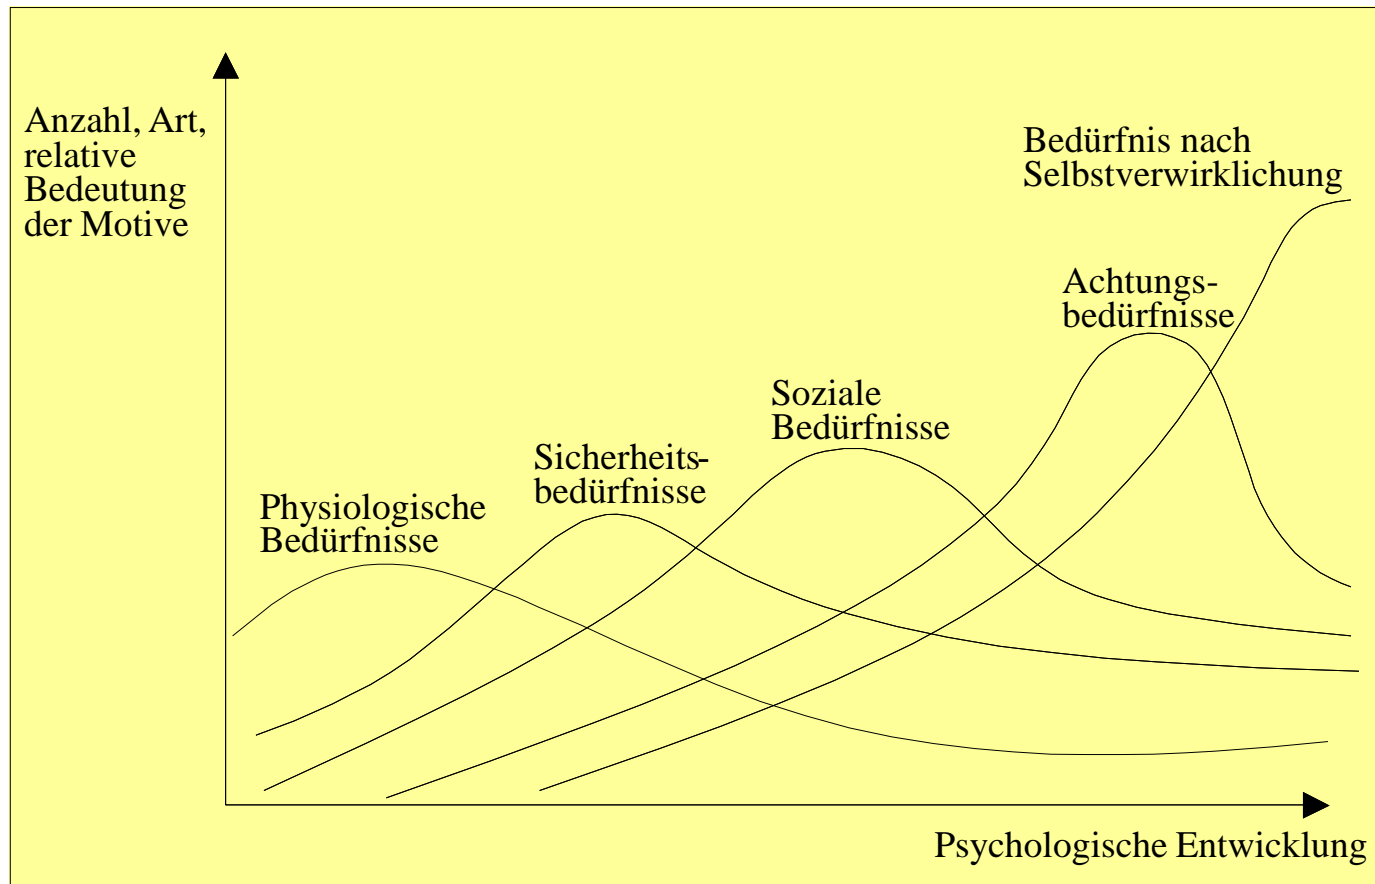 Anzahl, Art,
relative
Bedeutung
der Motive
Bedürfnis nach
Selbstverwirklichung
Achtungs-
bedürfnisse
Soziale
Bedürfnisse
Sicherheits-
bedürfnisse
Physiologische
Bedürfnisse
Psychologische Entwicklung